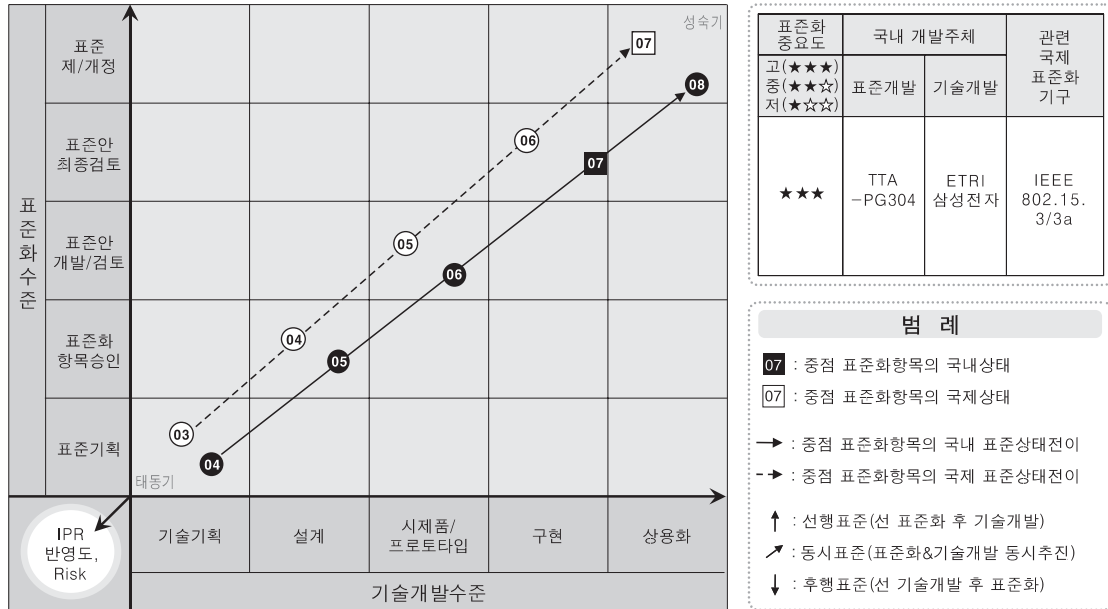 표준화수준
표준
제/개정
표준안
최종검토
표준안
개발/검토
표준화
항목승인
표준기획
성숙기
07
08
06
07
05
06
04
05
03
04
태동기
IPR
반영도,
Risk
기술기획
설계
시제품/
프로토타입
구현
상용화
기술개발수준
표준화
중요도
국내 개발주체
관련
국제
표준화
기구
고(★★★)
중(★★☆)
저(★☆☆)
표준개발
기술개발
★★★
TTA
-PG304
ETRI
삼성전자
IEEE
802.15.
3/3a
범 례
07 : 중점 표준화항목의 국내상태
07 : 중점 표준화항목의 국제상태
: 중점 표준화항목의 국내 표준상태전이
: 중점 표준화항목의 국제 표준상태전이
: 선행표준(선 표준화 후 기술개발)
: 동시표준(표준화&기술개발 동시추진)
: 후행표준(선 기술개발 후 표준화)